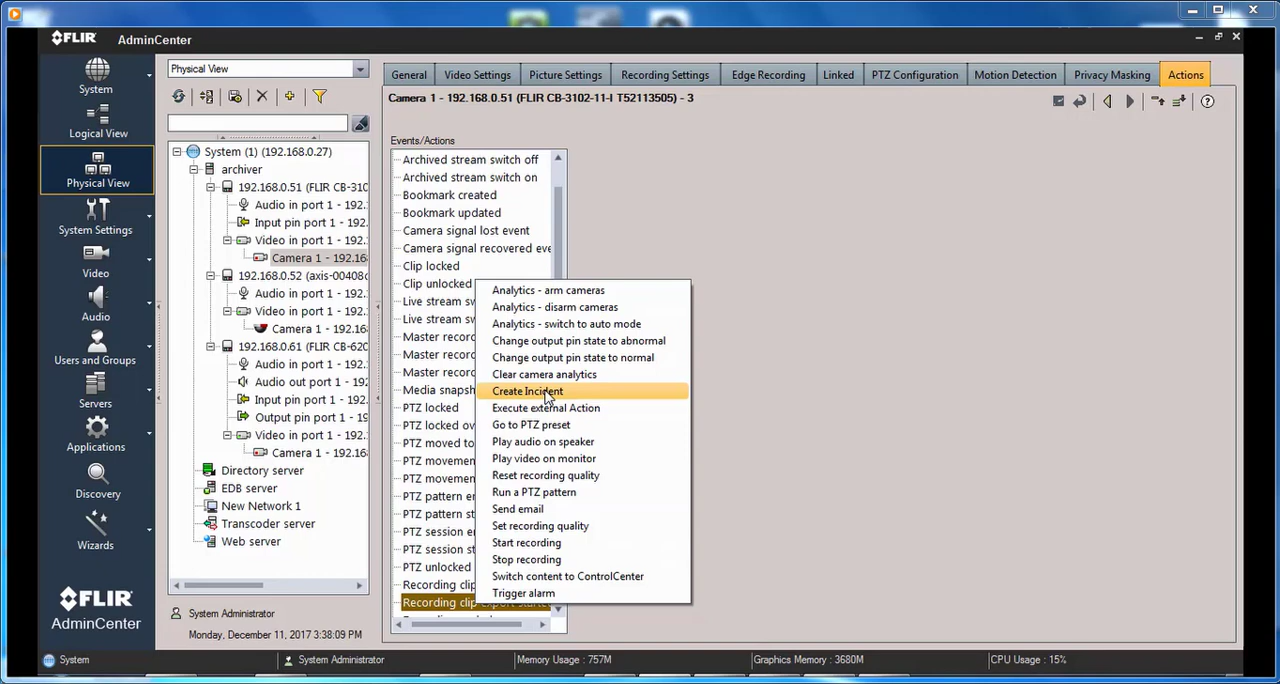 FLIR AdminCenter
System
Logical View
Physical View
System Settings
Video
Audio
Users and Groups
Servers
Applications
Discovery
Wizards
FLIR
AdminCenter
Physical View
System (1) (192.168.0.27)
archiver
192.168.0.51 (FLIR CB-310
Audio in port 1 - 192.
Input pin port 1 - 192.
Video in port 1 - 192.
Camera 1 - 192.16
192.168.0.52 (axis-00408c
Audio in port 1 - 192.
Video in port 1 - 192.
Camera 1 - 192.168
192.168.0.61 (FLIR CB-620
Audio in port 1 - 192.
Audio out port 1 - 192
Input pin port 1 - 192.
Output pin port 1 - 192
Video in port 1 - 192.
Camera 1 - 192.168
Directory server
EDB server
New Network 1
Transcoder server
Web server
System Administrator
Monday, December 11, 2017 3:38:09 PM
General Video Settings Picture Settings Recording Settings Edge Recording Linked PTZ Configuration Motion Detection Privacy Masking Actions
Camera 1 - 192.168.0.51 (FLIR CB-3102-11-I T52113505) - 3
Events/Actions
Archived stream switch off
Archived stream switch on
Bookmark created
Bookmark updated
Camera signal lost event
Camera signal recovered eve
Clip locked
Clip unlocked
Live stream sw
Live stream sw
Master record
Master record
Master record
Media snapsh
PTZ locked
PTZ locked ov
PTZ moved to
PTZ movem
PTZ movem
PTZ pattern er
PTZ pattern st
PTZ session e
PTZ session st
PTZ unlocked
Recording clip
Recording clip export starte
Analytics - arm cameras
Analytics - disarm cameras
Analytics - switch to auto mode
Change output pin state to abnormal
Change output pin state to normal
Clear camera analytics
Create Incident
Execute external Action
Go to PTZ preset
Play audio on speaker
Play video on monitor
Reset recording quality
Run a PTZ pattern
Send email
Set recording quality
Start recording
Stop recording
Switch content to ControlCenter
Trigger alarm
System System Administrator Memory Usage : 757M Graphics Memory : 3680M CPU Usage : 15%